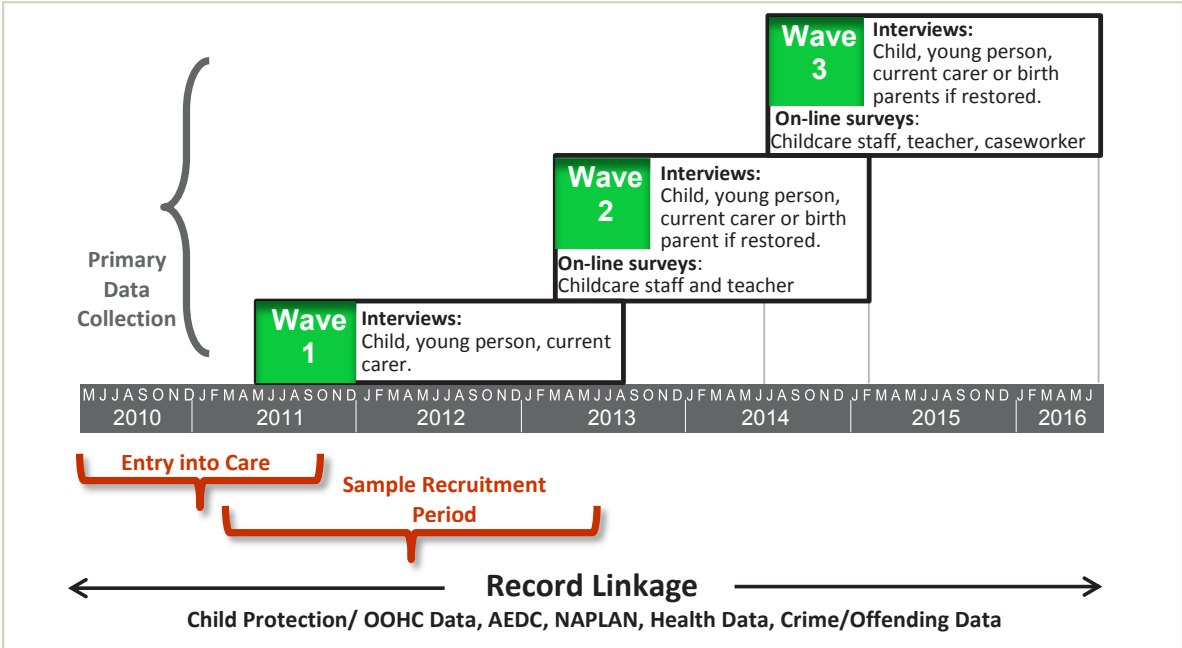 Wave
3
Interviews:
Child, young person,
current carer or birth
parents if restored.
On-line surveys:
Childcare staff, teacher, caseworker
Wave
2
Interviews:
Child, young person,
current carer or birth
parent if restored.
On-line surveys:
Childcare staff and teacher
Primary
Data
Collection
Wave
1
Interviews:
Child, young person, current
carer.
M J J A S O N D J F M A M J J A S O N D J F M A M J J A S O N D J F M A M J J A S O N D J F M A M J J A S O N D J F M A M J J A S O N D J F M A M J
2010 2011 2012 2013 2014 2015 2016
Entry into Care
Sample Recruitment
Period
Record Linkage
Child Protection/ OOHC Data, AEDC, NAPLAN, Health Data, Crime/Offending Data